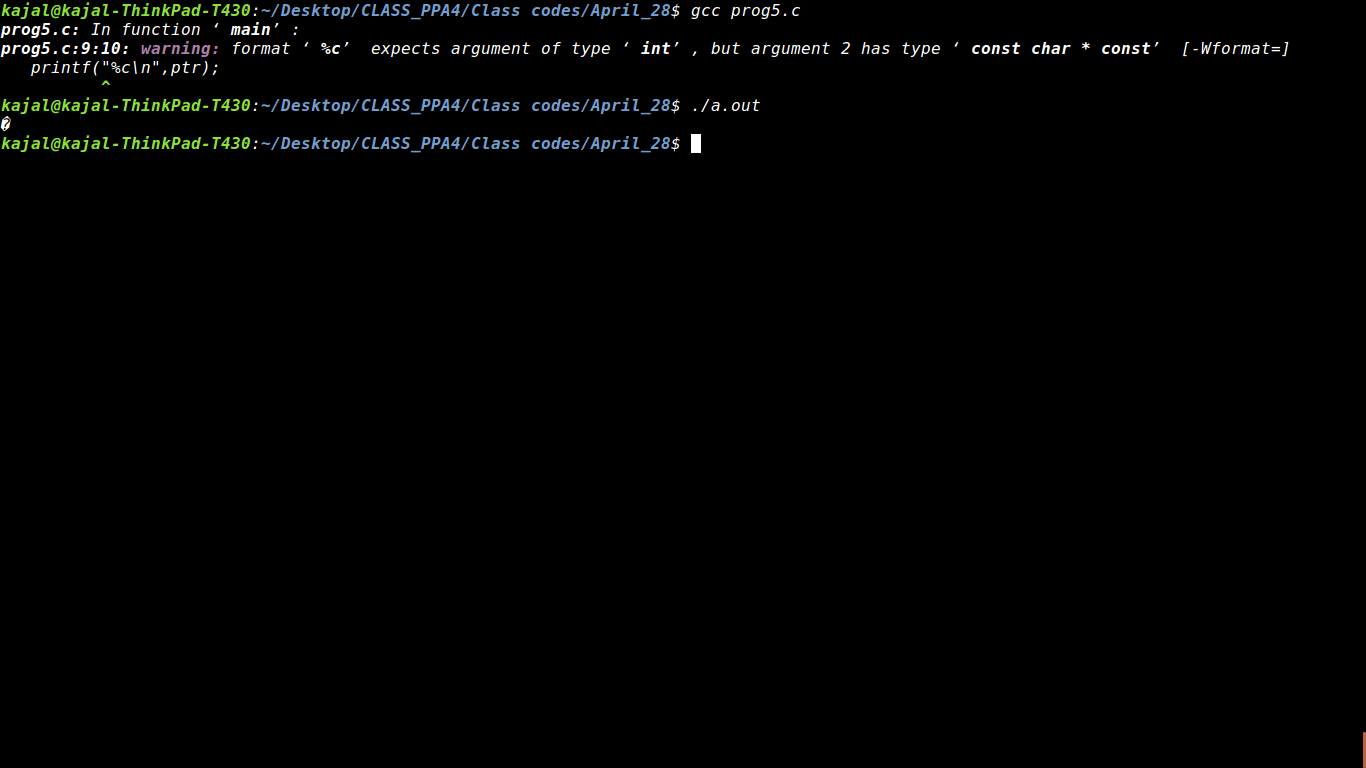 kajal@kajal-ThinkPad-T430:~/Desktop/CLASS_PPA4/Class codes/April_28$ gcc prog5.c
prog5.c: In function ‘ main’ :
prog5.c:9:10: warning: format ‘ %c’  expects argument of type ‘ int’ , but argument 2 has type ‘ const char * const’  [-Wformat=]
   printf("%c\n",ptr);
          ^
kajal@kajal-ThinkPad-T430:~/Desktop/CLASS_PPA4/Class codes/April_28$ ./a.out
�
kajal@kajal-ThinkPad-T430:~/Desktop/CLASS_PPA4/Class codes/April_28$